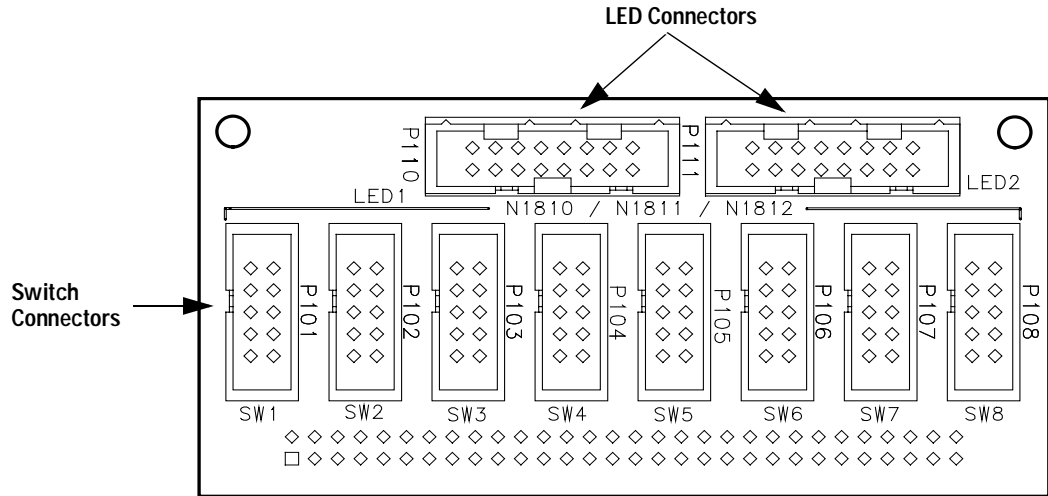 LED Connectors
P110
P111
LED1
LED2
N1810 / N1811 / N1812
Switch
Connectors
P101
P102
P103
P104
P105
P106
P107
P108
SW1
SW2
SW3
SW4
SW5
SW6
SW7
SW8